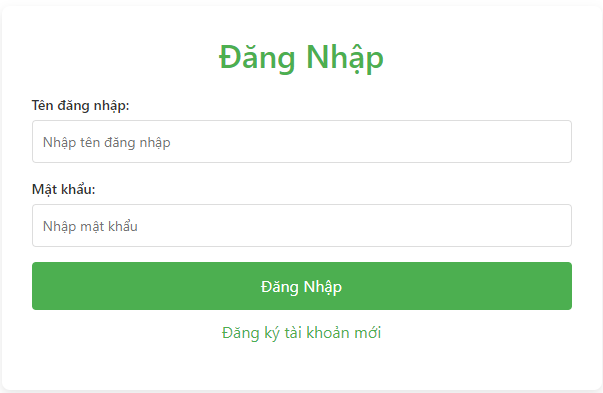 Đăng Nhập
Tên đăng nhập:
Nhập tên đăng nhập
Mật khẩu:
Nhập mật khẩu
Đăng Nhập
Đăng ký tài khoản mới